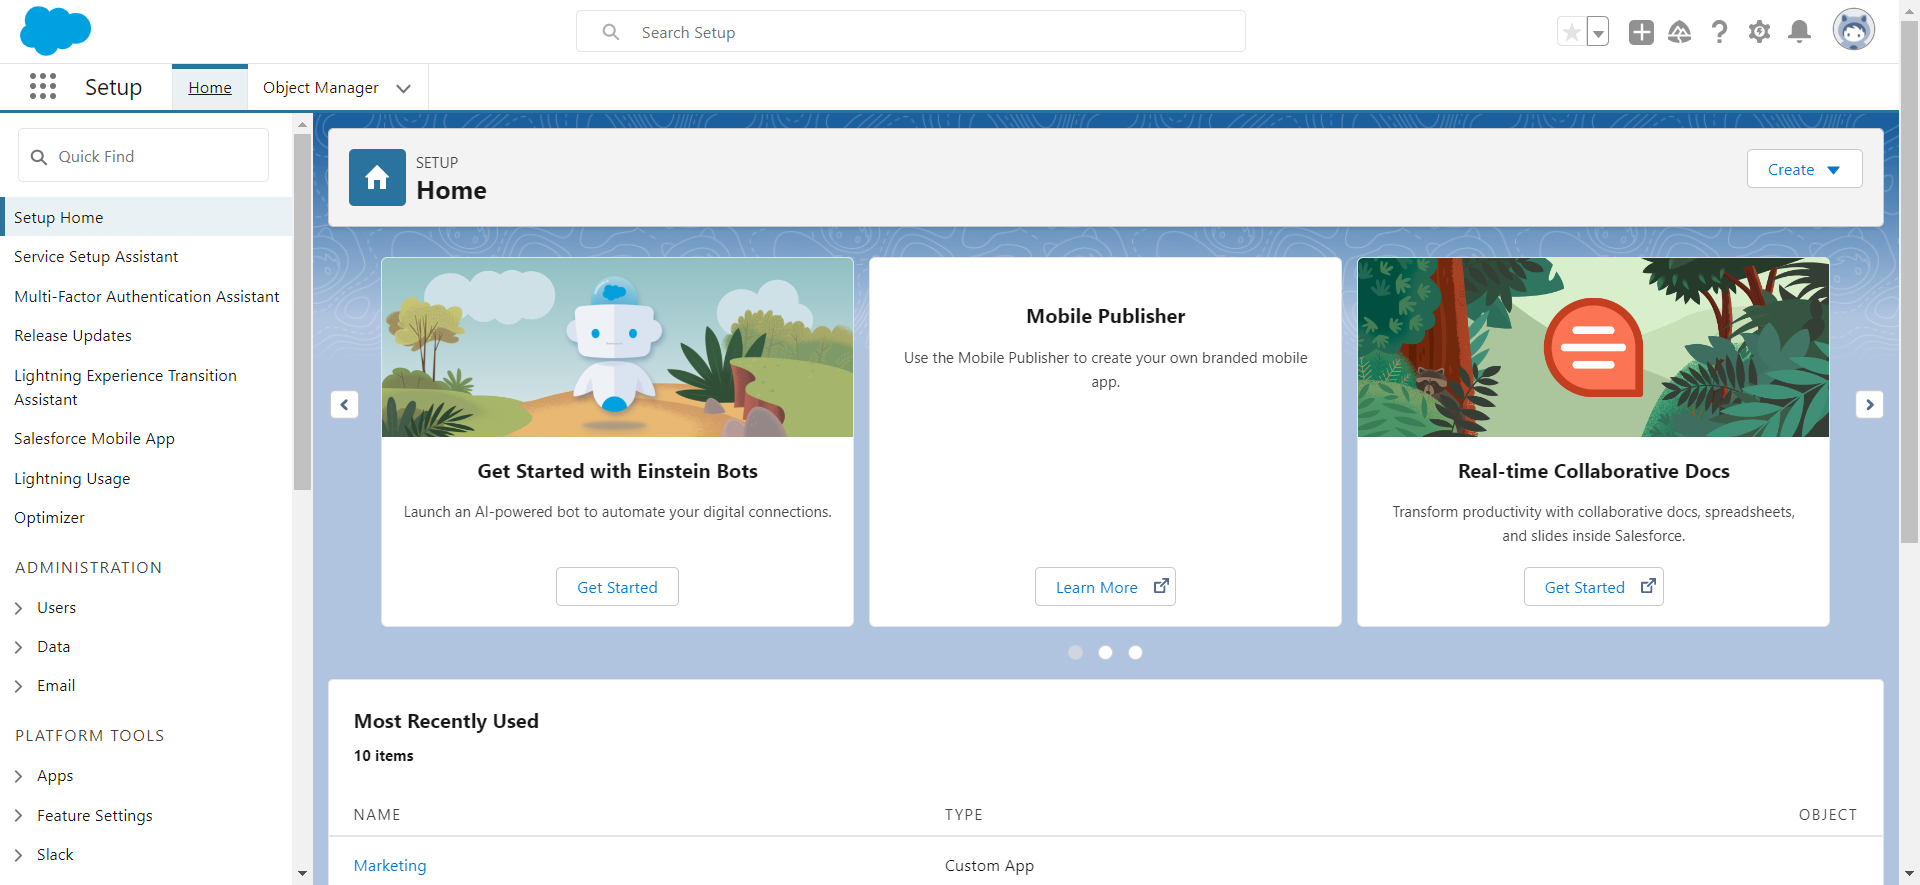 Search Setup
Setup
Home
Object Manager
Quick Find
Setup Home
Service Setup Assistant
Multi-Factor Authentication Assistant
Release Updates
Lightning Experience Transition
Assistant
Salesforce Mobile App
Lightning Usage
Optimizer
ADMINISTRATION
Users
Data
Email
PLATFORM TOOLS
Apps
Feature Settings
Slack
SETUP
Home
Create
Get Started with Einstein Bots
Launch an AI-powered bot to automate your digital connections.
Get Started
Mobile Publisher
Use the Mobile Publisher to create your own branded mobile
app.
Learn More
Real-time Collaborative Docs
Transform productivity with collaborative docs, spreadsheets,
and slides inside Salesforce.
Get Started
Most Recently Used
10 items
NAME
TYPE
OBJECT
Marketing
Custom App